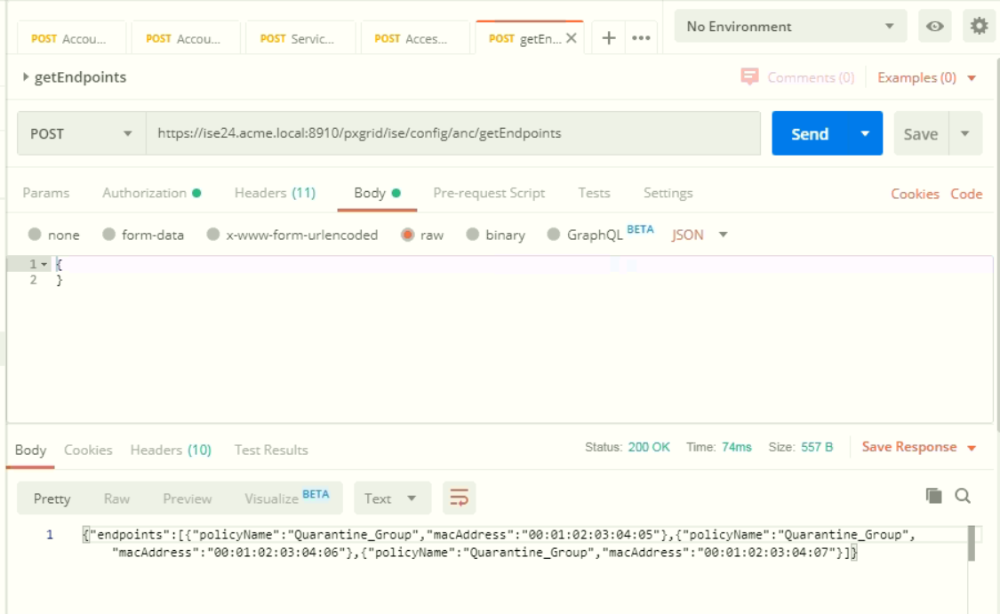 POST Accou... POST Accou... POST Servic... POST Acces... POST getEn... No Environment
getEndpoints Comments (0) Examples (0)
POST https://ise24.acme.local:8910/pxgrid/ise/config/anc/getEndpoints Send Save
Params Authorization Headers (11) Body Pre-request Script Tests Settings Cookies Code
none form-data x-www-form-urlencoded raw binary GraphQL BETA JSON
1 {
2 }
Body Cookies Headers (10) Test Results Status: 200 OK Time: 74ms Size: 557 B Save Response
Pretty Raw Preview Visualize BETA Text
1 {"endpoints":[{"policyName":"Quarantine_Group","macAddress":"00:01:02:03:04:05"},{"policyName":"Quarantine_Group",
"macAddress":"00:01:02:03:04:06"},{"policyName":"Quarantine_Group","macAddress":"00:01:02:03:04:07"}]}